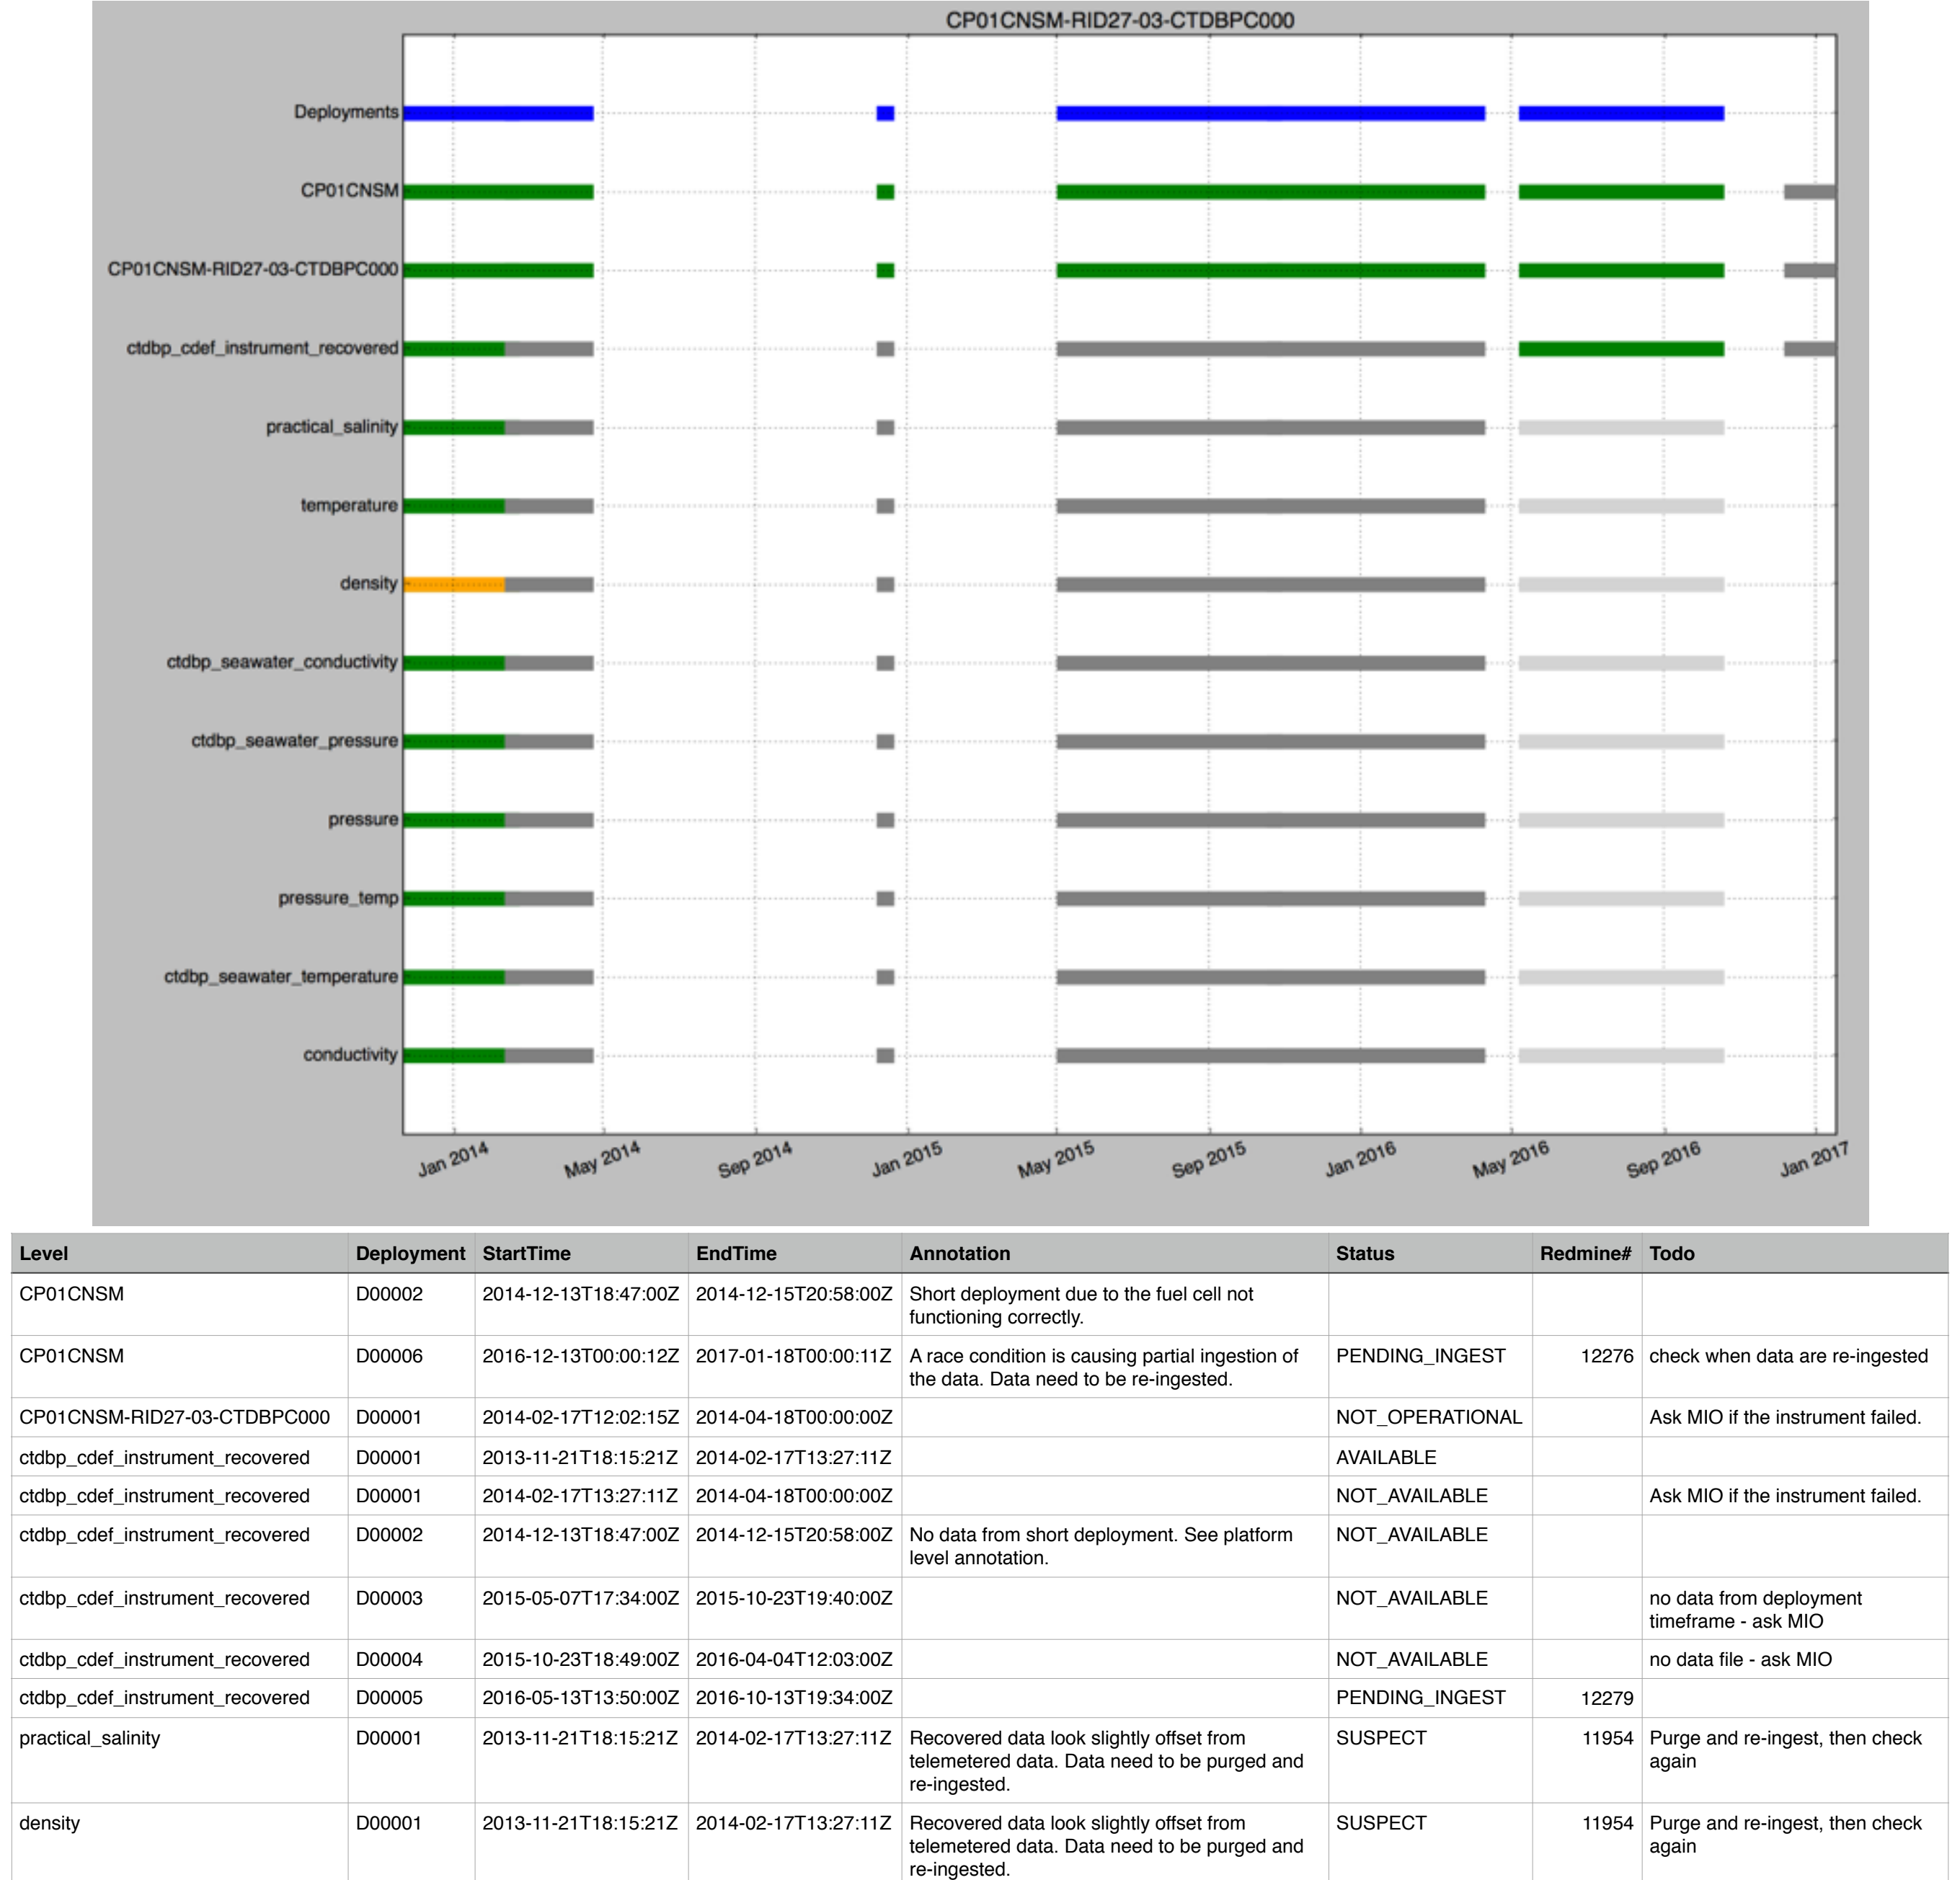 CP01CNSM-RID27-03-CTDBPC000
Deployments
CP01CNSM
CP01CNSM-RID27-03-CTDBPC000
ctdbp_cdef_instrument_recovered
practical_salinity
temperature
density
ctdbp_seawater_conductivity
ctdbp_seawater_pressure
pressure
pressure_temp
ctdbp_seawater_temperature
conductivity
Jan 2014 May 2014 Sep 2014 Jan 2015 May 2015 Sep 2015 Jan 2016 May 2016 Sep 2016 Jan 2017
Level Deployment StartTime EndTime Annotation Status Redmine# Todo
CP01CNSM D00002 2014-12-13T18:47:00Z 2014-12-15T20:58:00Z Short deployment due to the fuel cell not
functioning correctly.
CP01CNSM D00006 2016-12-13T00:00:12Z 2017-01-18T00:00:11Z A race condition is causing partial ingestion of PENDING_INGEST 12276 check when data are re-ingested
the data. Data need to be re-ingested.
CP01CNSM-RID27-03-CTDBPC000 D00001 2014-02-17T12:02:15Z 2014-04-18T00:00:00Z NOT_OPERATIONAL Ask MIO if the instrument failed.
ctdbp_cdef_instrument_recovered D00001 2013-11-21T18:15:21Z 2014-02-17T13:27:11Z AVAILABLE
ctdbp_cdef_instrument_recovered D00001 2014-02-17T13:27:11Z 2014-04-18T00:00:00Z NOT_AVAILABLE Ask MIO if the instrument failed.
ctdbp_cdef_instrument_recovered D00002 2014-12-13T18:47:00Z 2014-12-15T20:58:00Z No data from short deployment. See platform NOT_AVAILABLE
level annotation.
ctdbp_cdef_instrument_recovered D00003 2015-05-07T17:34:00Z 2015-10-23T19:40:00Z NOT_AVAILABLE no data from deployment
timeframe - ask MIO
ctdbp_cdef_instrument_recovered D00004 2015-10-23T18:49:00Z 2016-04-04T12:03:00Z NOT_AVAILABLE no data file - ask MIO
ctdbp_cdef_instrument_recovered D00005 2016-05-13T13:50:00Z 2016-10-13T19:34:00Z PENDING_INGEST 12279
practical_salinity D00001 2013-11-21T18:15:21Z 2014-02-17T13:27:11Z Recovered data look slightly offset from SUSPECT 11954 Purge and re-ingest, then check
telemetered data. Data need to be purged and again
re-ingested.
density D00001 2013-11-21T18:15:21Z 2014-02-17T13:27:11Z Recovered data look slightly offset from SUSPECT 11954 Purge and re-ingest, then check
telemetered data. Data need to be purged and again
re-ingested.